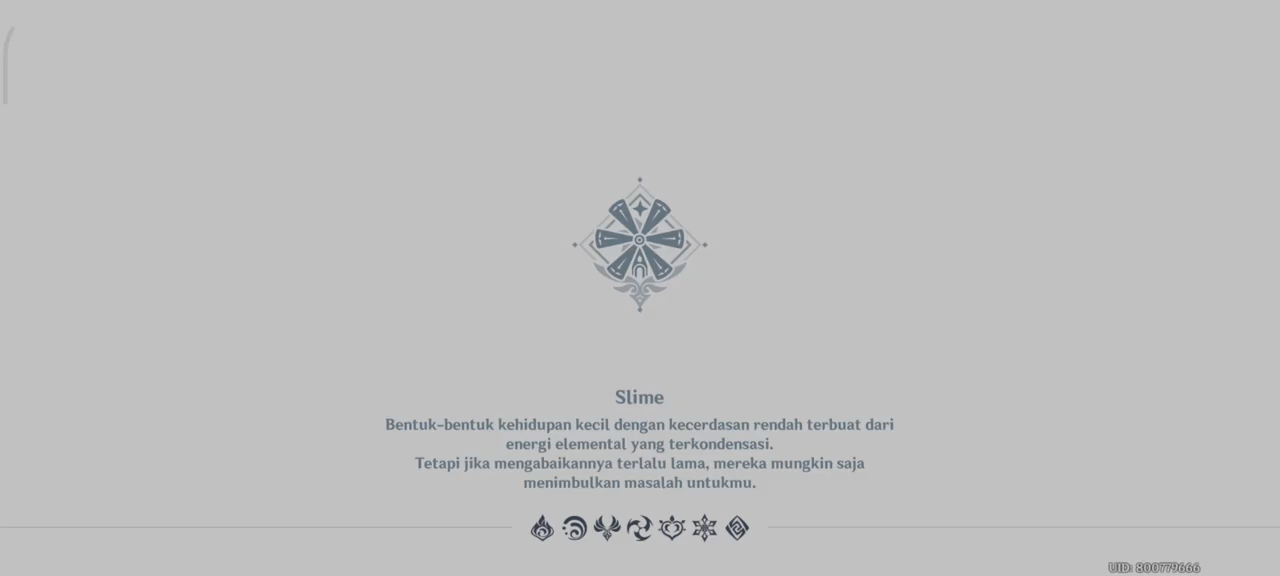 Slime
Bentuk-bentuk kehidupan kecil dengan kecerdasan rendah terbuat dari
energi elemental yang terkondensasi.
Tetapi jika mengabaikannya terlalu lama, mereka mungkin saja
menimbulkan masalah untukmu.
UID: 800779666